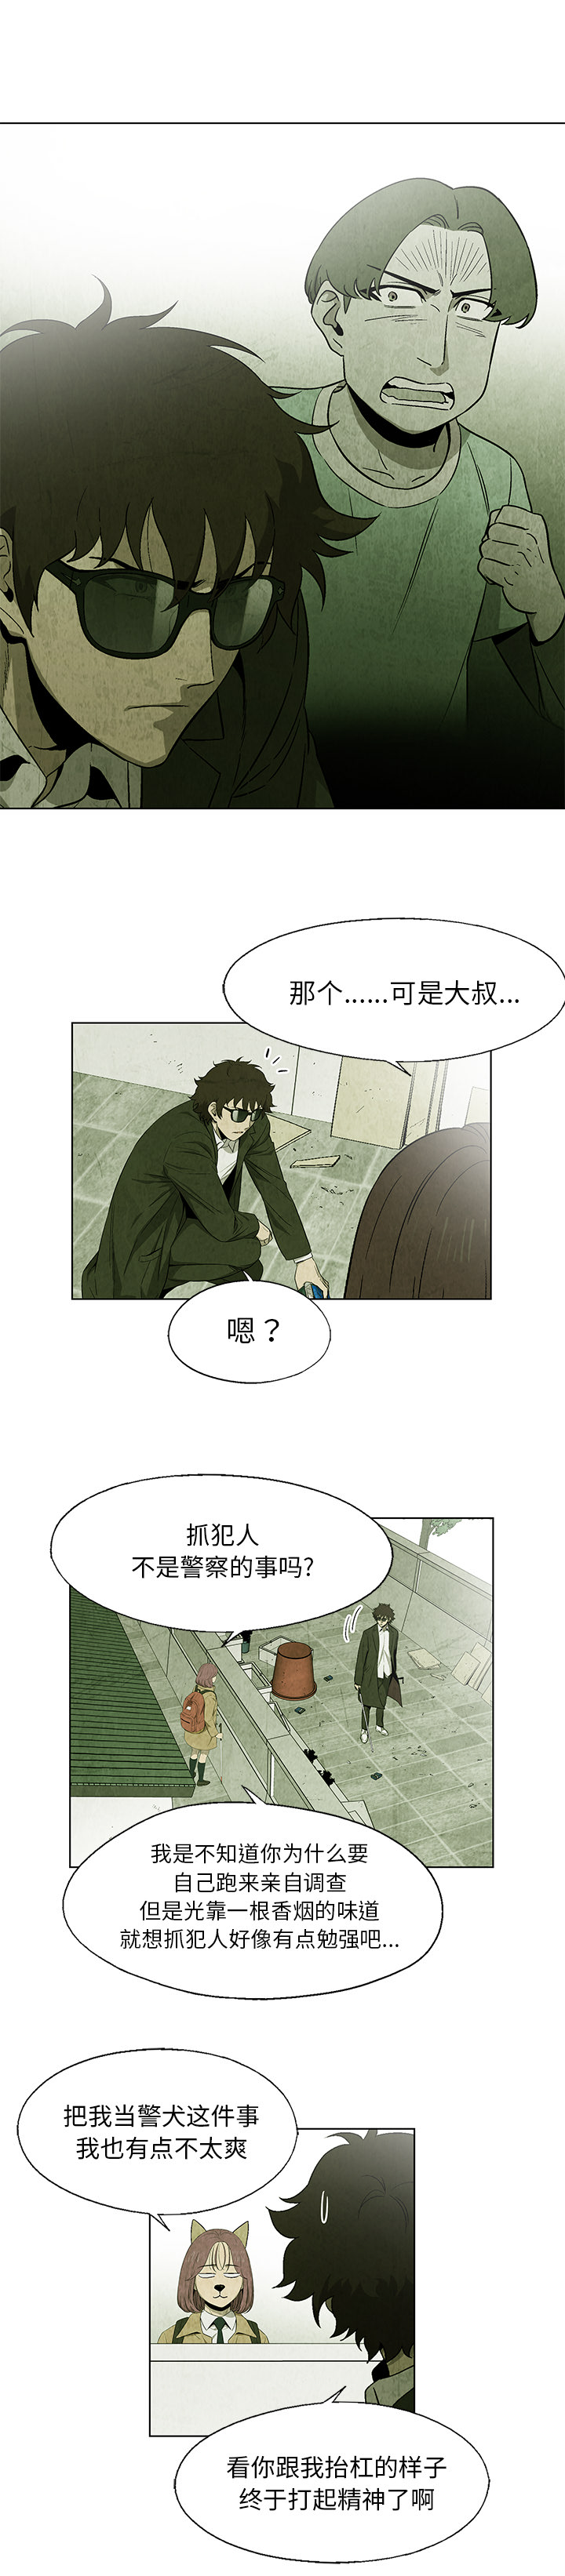 那个……可是大叔…
嗯？
抓犯人
不是警察的事吗?
我是不知道你为什么要
自己跑来亲自调查
但是光靠一根香烟的味道
就想抓犯人好像有点勉强吧…
把我当警犬这件事
我也有点不太爽
看你跟我抬杠的样子
终于打起精神了啊